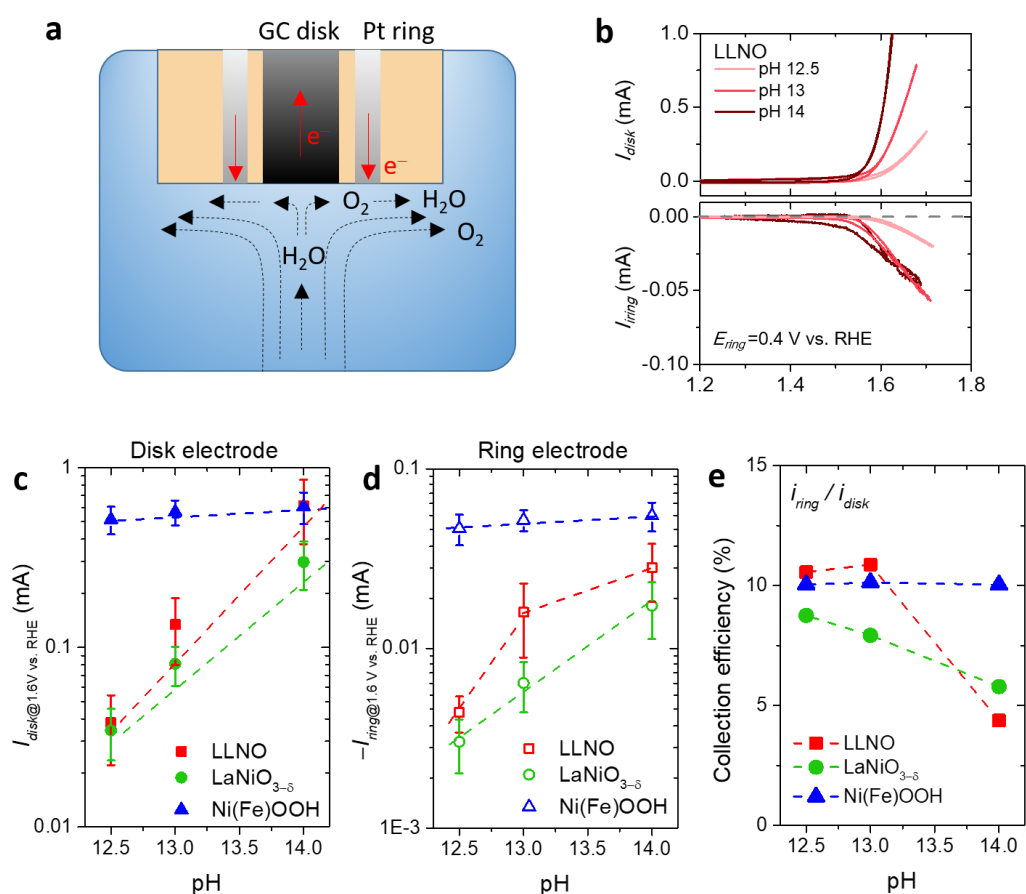 a
GC disk Pt ring
e⁻
e⁻
O₂ H₂O
O₂
H₂O
b
LLNO
pH 12.5
pH 13
pH 14
I_disk (mA)
1.0
0.5
0.0
I_iring (mA)
0.00
-0.05
-0.10
E_ring=0.4 V vs. RHE
1.2 1.4 1.6 1.8
c
Disk electrode
I_disk@1.6V vs. RHE (mA)
1
0.1
0.01
LLNO
LaNiO₃₋δ
Ni(Fe)OOH
12.5 13.0 13.5 14.0
pH
d
Ring electrode
–I_ring@1.6 V vs. RHE (mA)
0.1
0.01
1E-3
LLNO
LaNiO₃₋δ
Ni(Fe)OOH
12.5 13.0 13.5 14.0
pH
e
i_ring / i_disk
Collection efficiency (%)
15
10
5
0
LLNO
LaNiO₃₋δ
Ni(Fe)OOH
12.5 13.0 13.5 14.0
pH